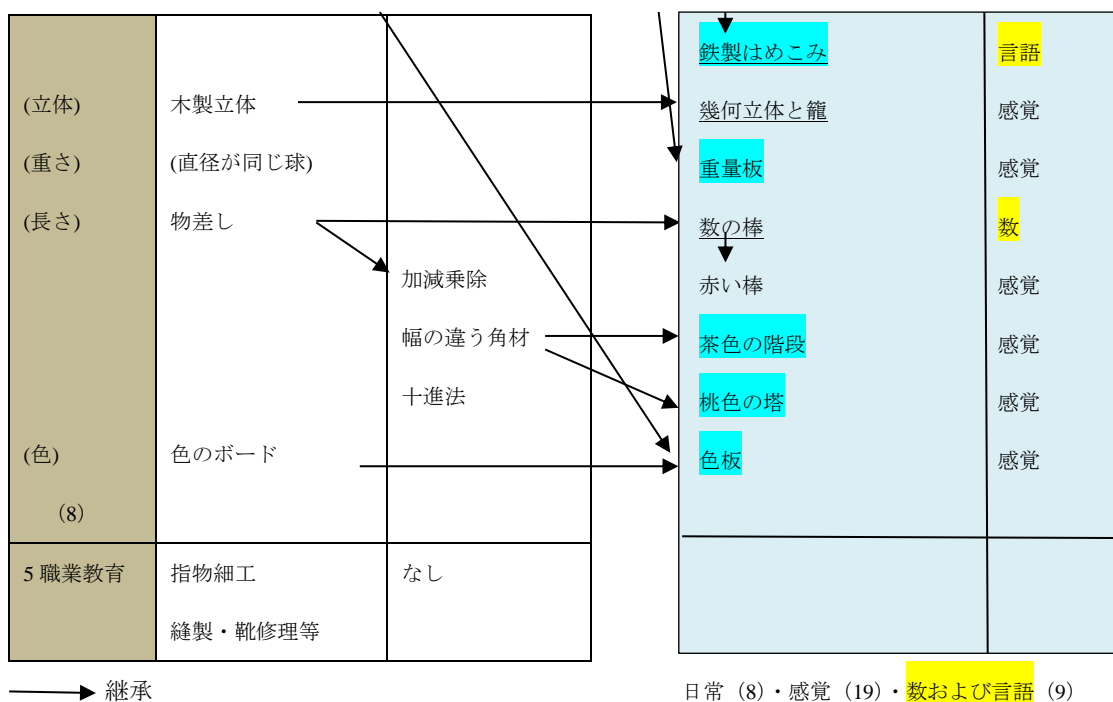 鉄製はめこみ 言語
(立体) 木製立体 幾何立体と籠 感覚
(重さ) (直径が同じ球) 重量板 感覚
(長さ) 物差し 数の棒 数
加減乗除 赤い棒 感覚
幅の違う角材 茶色の階段 感覚
十進法 桃色の塔 感覚
(色) 色のボード 色板 感覚
(8)
5 職業教育 指物細工 なし
縫製・靴修理等
継承 日常 (8)・感覚 (19)・数および言語 (9)